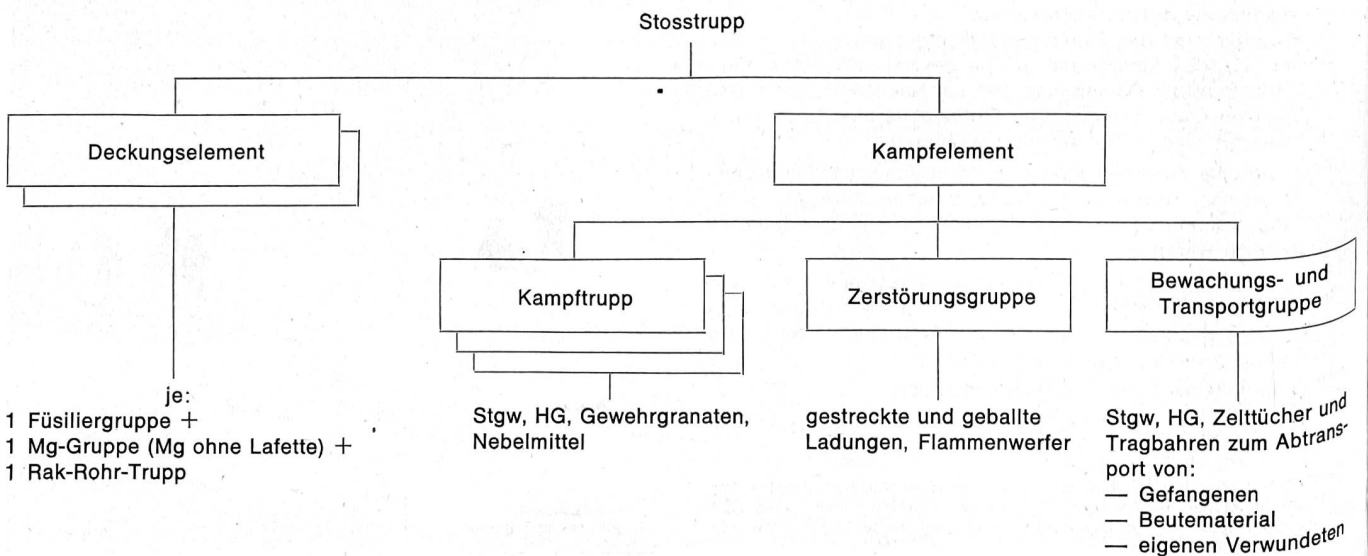 Stosstrupp
Deckungselement
Kampfelement
Kampftrupp
Zerstörungsgruppe
Bewachungs- und
Transportgruppe
je:
1 Füsiliergruppe +
1 Mg-Gruppe (Mg ohne Lafette) +
1 Rak-Rohr-Trupp
Stgw, HG, Gewehrgranaten,
Nebelmittel
gestreckte und geballte
Ladungen, Flammenwerfer
Stgw, HG, Zelttücher und
Tragbahren zum Abtrans-
port von:
— Gefangenen
— Beutematerial
— eigenen Verwundeten